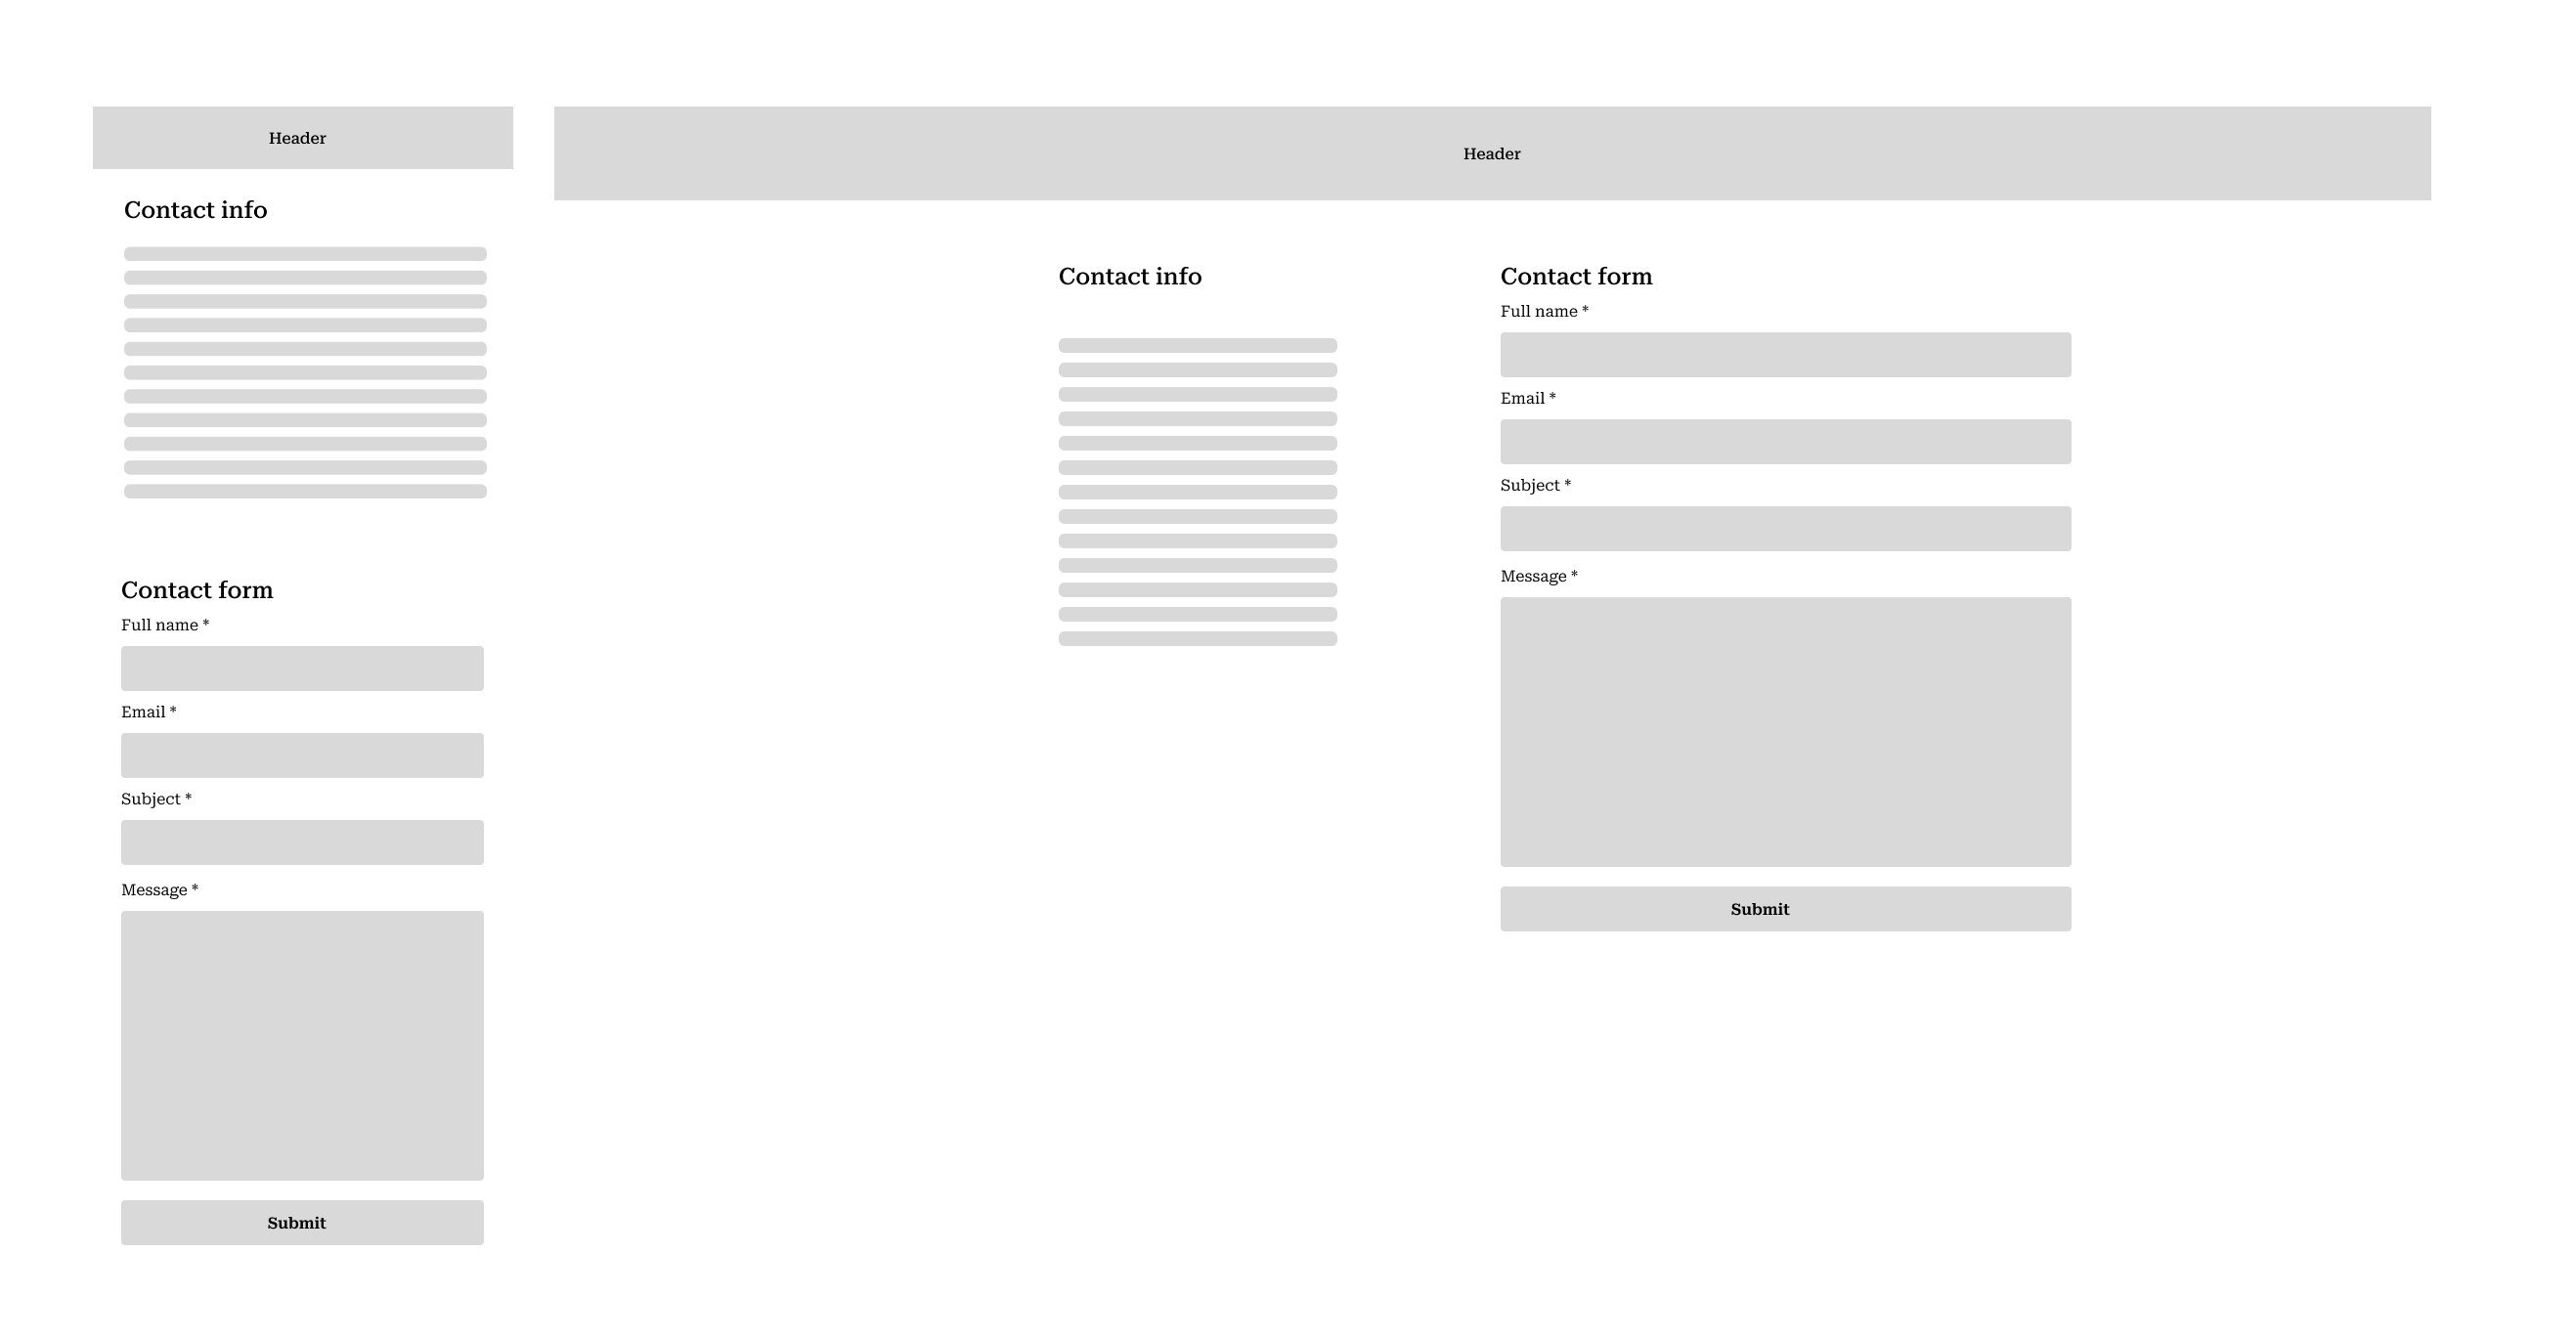 Header
Contact info
Contact form
Full name *
Email *
Subject *
Message *
Submit
Header
Contact info
Contact form
Full name *
Email *
Subject *
Message *
Submit